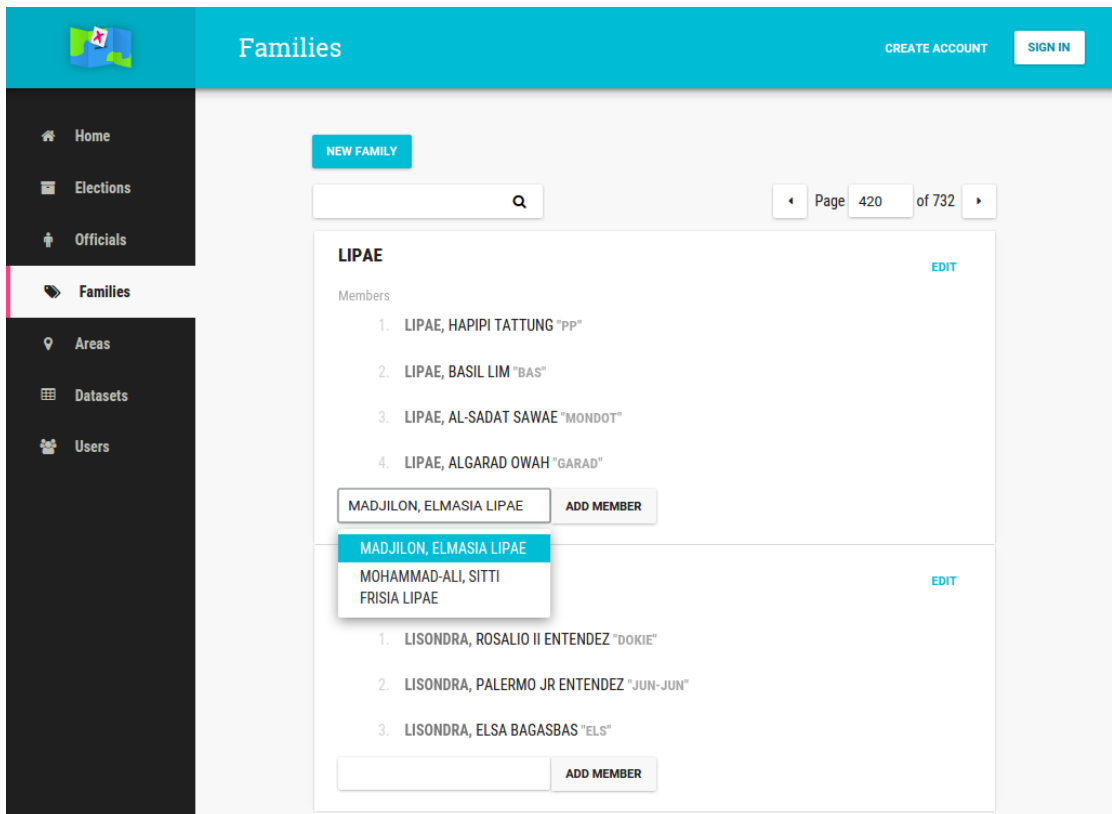 Families
CREATE ACCOUNT
SIGN IN
Home
Elections
Officials
Families
Areas
Datasets
Users
NEW FAMILY
Page 420 of 732
LIPAE
EDIT
Members
1. LIPAE, HAPIPI TATTUNG "PP"
2. LIPAE, BASIL LIM "BAS"
3. LIPAE, AL-SADAT SAWAE "MONDOT"
4. LIPAE, ALGARAD OWAH "GARAD"
MADJILON, ELMASIA LIPAE
ADD MEMBER
MADJILON, ELMASIA LIPAE
MOHAMMAD-ALI, SITTI
FRISIA LIPAE
EDIT
1. LISONDRA, ROSALIO II ENTENDEZ "DOKIE"
2. LISONDRA, PALERMO JR ENTENDEZ "JUN-JUN"
3. LISONDRA, ELSA BAGASBAS "ELS"
ADD MEMBER